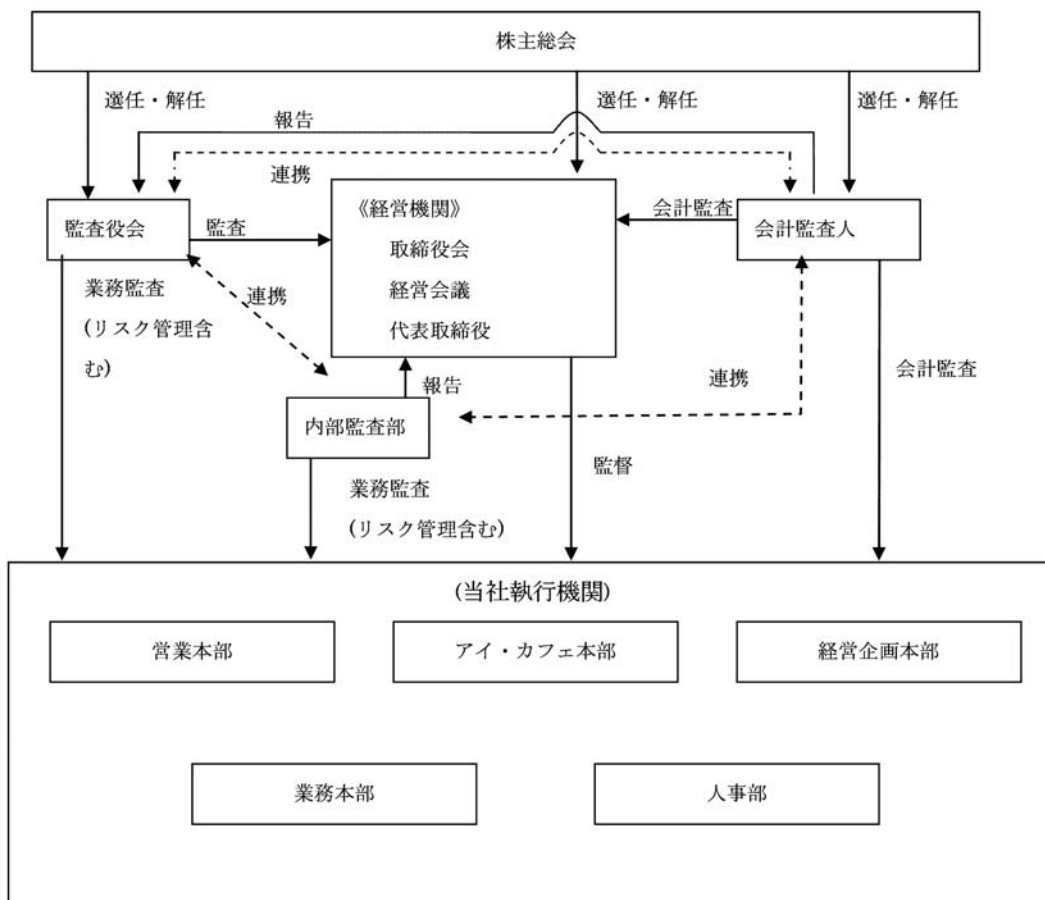 株主総会
選任・解任
選任・解任
選任・解任
報告
連携
監査役会
監査
《経営機関》
取締役会
経営会議
代表取締役
会計監査
会計監査人
業務監査
(リスク管理含
む)
連携
報告
連携
会計監査
内部監査部
業務監査
(リスク管理含む)
監督
(当社執行機関)
営業本部
アイ・カフェ本部
経営企画本部
業務本部
人事部